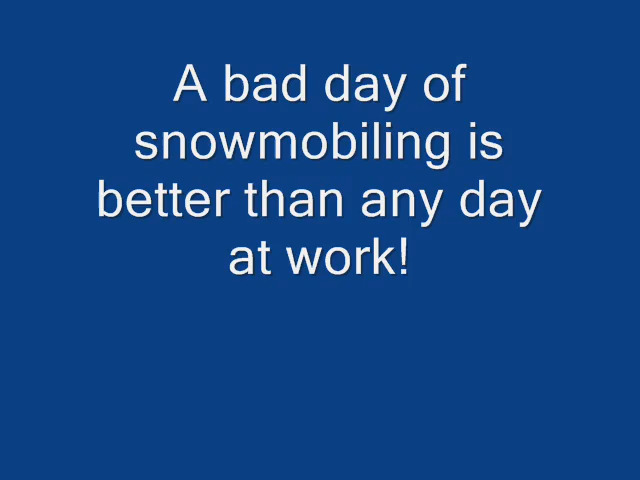 A bad day of
snowmobiling is
better than any day
at work!